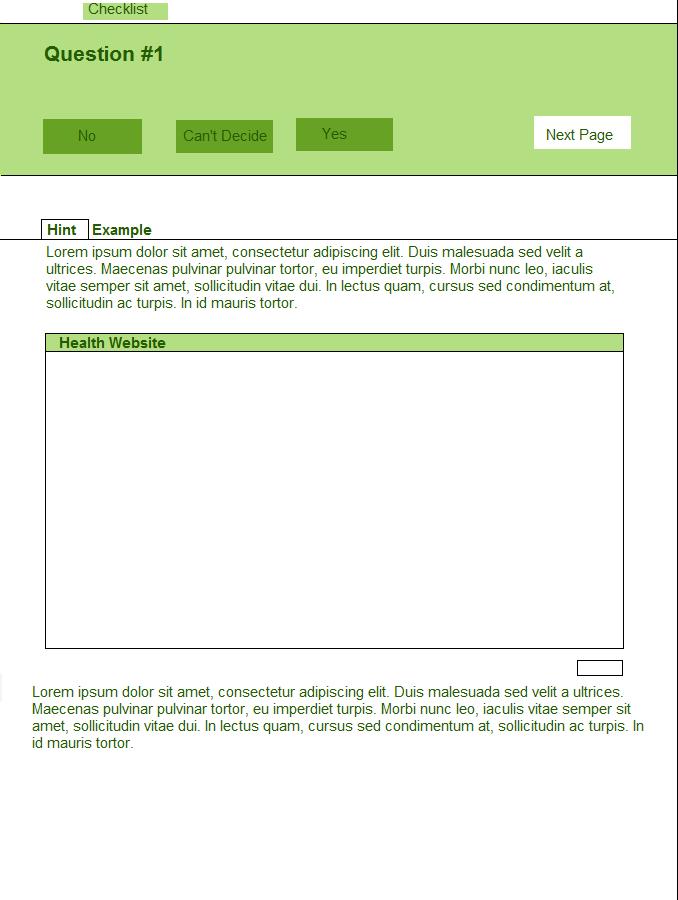 Checklist
Question #1
No
Can't Decide
Yes
Next Page
Hint Example
Lorem ipsum dolor sit amet, consectetur adipiscing elit. Duis malesuada sed velit a
ultrices. Maecenas pulvinar pulvinar tortor, eu imperdiet turpis. Morbi nunc leo, iaculis
vitae semper sit amet, sollicitudin vitae dui. In lectus quam, cursus sed condimentum at,
sollicitudin ac turpis. In id mauris tortor.
Health Website
Lorem ipsum dolor sit amet, consectetur adipiscing elit. Duis malesuada sed velit a ultrices.
Maecenas pulvinar pulvinar tortor, eu imperdiet turpis. Morbi nunc leo, iaculis vitae semper sit
amet, sollicitudin vitae dui. In lectus quam, cursus sed condimentum at, sollicitudin ac turpis. In
id mauris tortor.